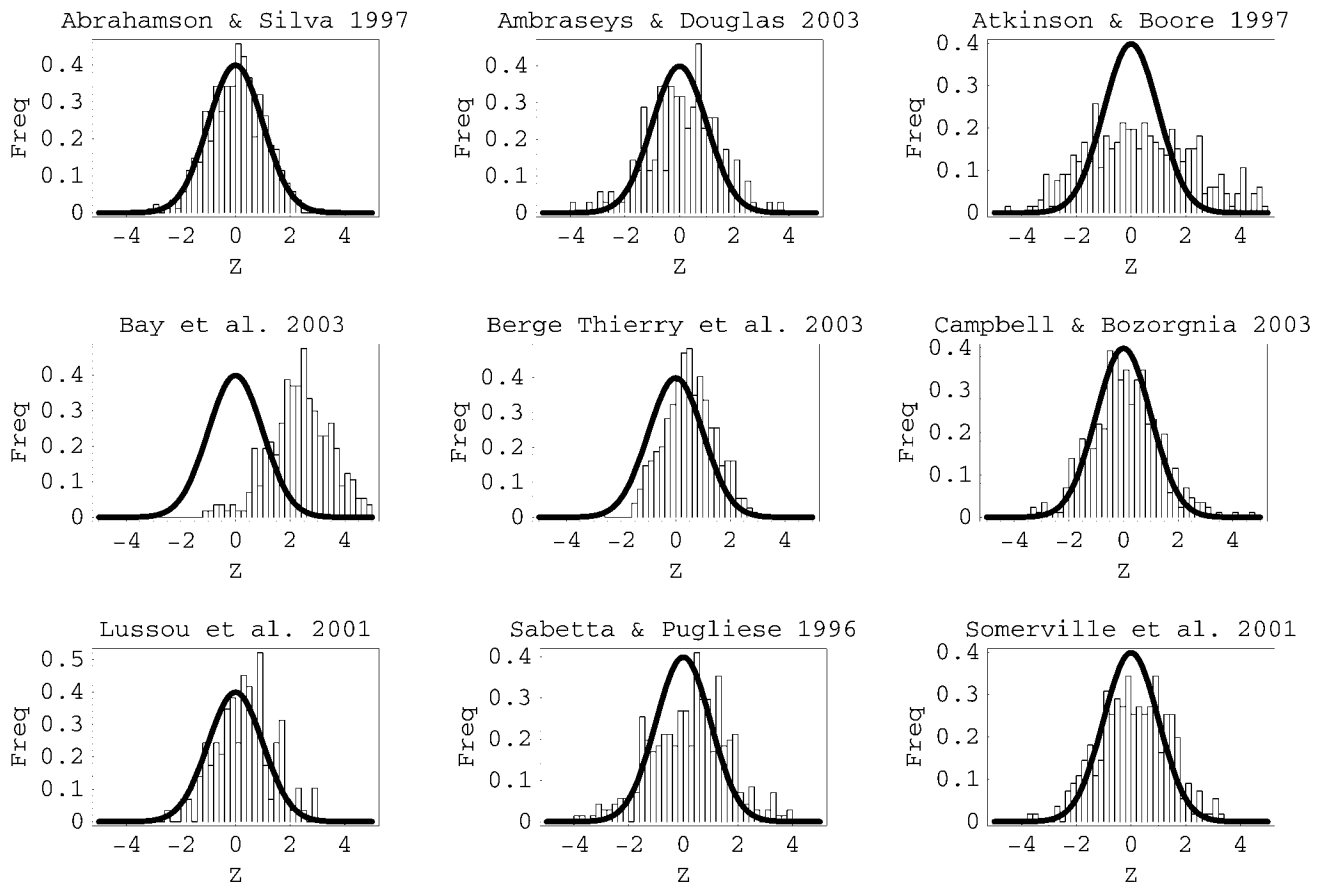 Abrahamson & Silva 1997
Freq
0.4
0.3
0.2
0.1
0
-4 -2 0 2 4
Z
Ambraseys & Douglas 2003
Freq
0.4
0.3
0.2
0.1
0
-4 -2 0 2 4
Z
Atkinson & Boore 1997
Freq
0.4
0.3
0.2
0.1
0
-4 -2 0 2 4
Z
Bay et al. 2003
Freq
0.4
0.3
0.2
0.1
0
-4 -2 0 2 4
Z
Berge Thierry et al. 2003
Freq
0.4
0.3
0.2
0.1
0
-4 -2 0 2 4
Z
Campbell & Bozorgnia 2003
Freq
0.4
0.3
0.2
0.1
0
-4 -2 0 2 4
Z
Lussou et al. 2001
Freq
0.5
0.4
0.3
0.2
0.1
0
-4 -2 0 2 4
Z
Sabetta & Pugliese 1996
Freq
0.4
0.3
0.2
0.1
0
-4 -2 0 2 4
Z
Somerville et al. 2001
Freq
0.4
0.3
0.2
0.1
0
-4 -2 0 2 4
Z